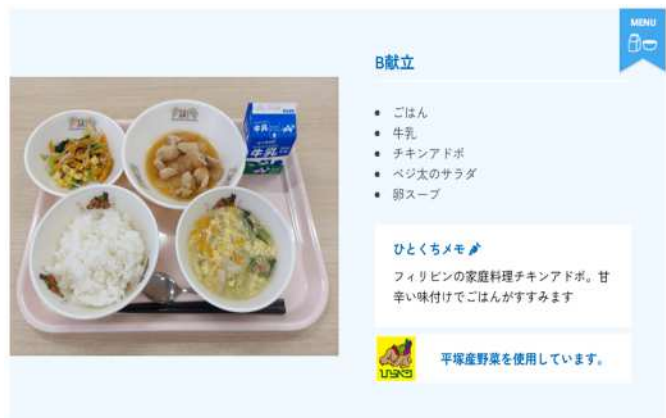 MENU
B献立
ごはん
牛乳
チキンアドボ
ベジ太のサラダ
卵スープ
ひとくちメモ
フィリピンの家庭料理チキンアドボ。甘
辛い味付けでごはんがすすみます
平塚産野菜を使用しています。
牛乳
牛乳